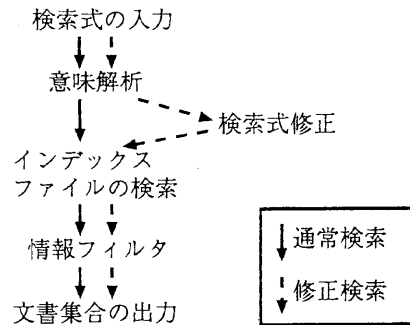 検索式の入力
意味解析
検索式修正
インデックス
ファイルの検索
情報フィルタ
文書集合の出力
通常検索
修正検索